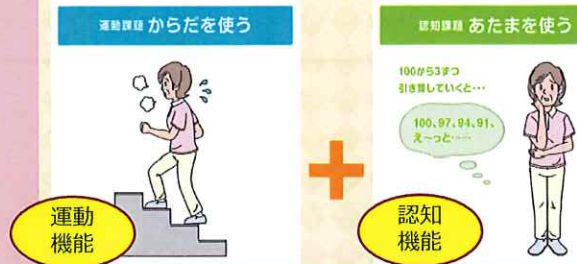 運動課題 からだを使う
運動
機能
認知課題 あたまを使う
100から3ずつ
引き算していくと…
100、97、94、91、
え〜っと……
認知
機能